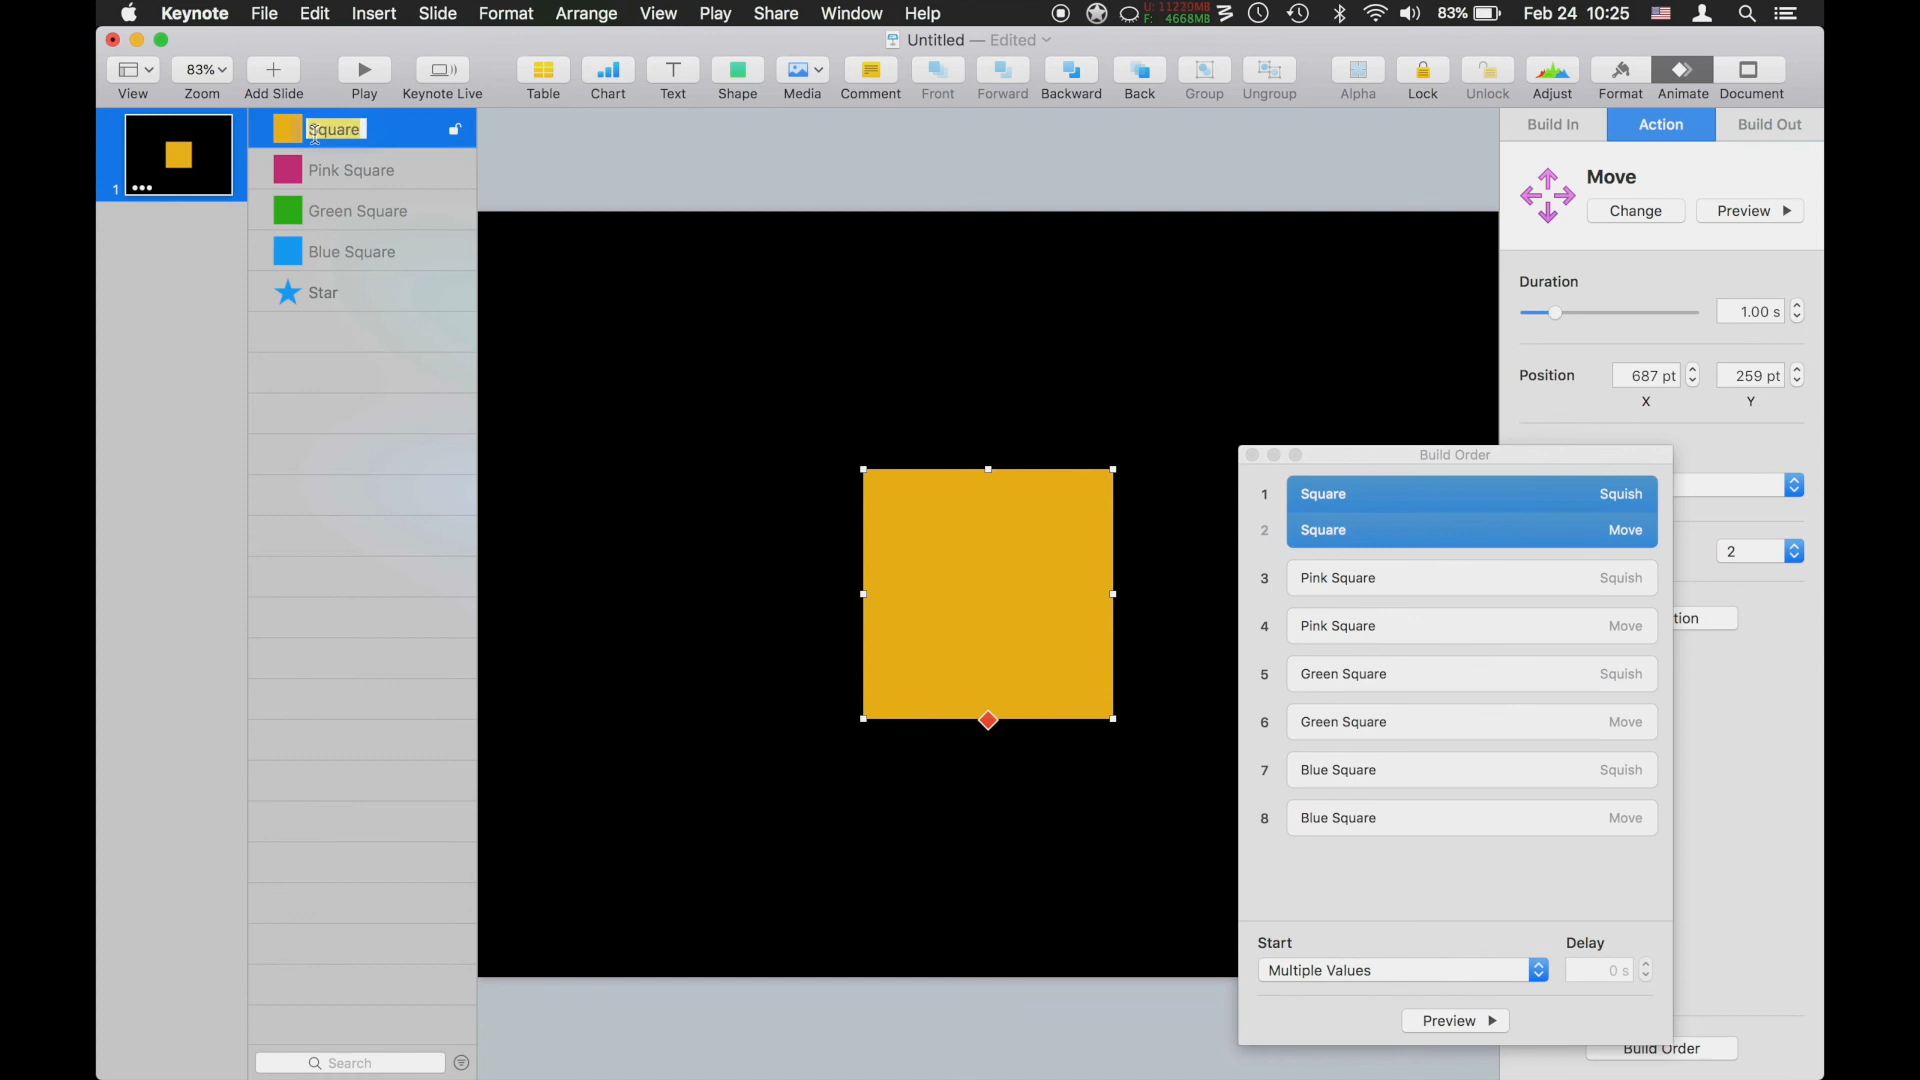 Keynote File Edit Insert Slide Format Arrange View Play Share Window Help U: 11220MB F: 4668MB 83% Feb 24 10:25
Untitled — Edited
83%
View Zoom Add Slide Play Keynote Live Table Chart Text Shape Media Comment Front Forward Backward Back Group Ungroup Alpha Lock Unlock Adjust Format Animate Document
1
Square
Pink Square
Green Square
Blue Square
Star
Search
Build In Action Build Out
Move
Change Preview
Duration
1.00 s
Position 687 pt 259 pt
X Y
2
tion
Build Order
1 Square Squish
2 Square Move
3 Pink Square Squish
4 Pink Square Move
5 Green Square Squish
6 Green Square Move
7 Blue Square Squish
8 Blue Square Move
Start Delay
Multiple Values 0 s
Preview
Build Order